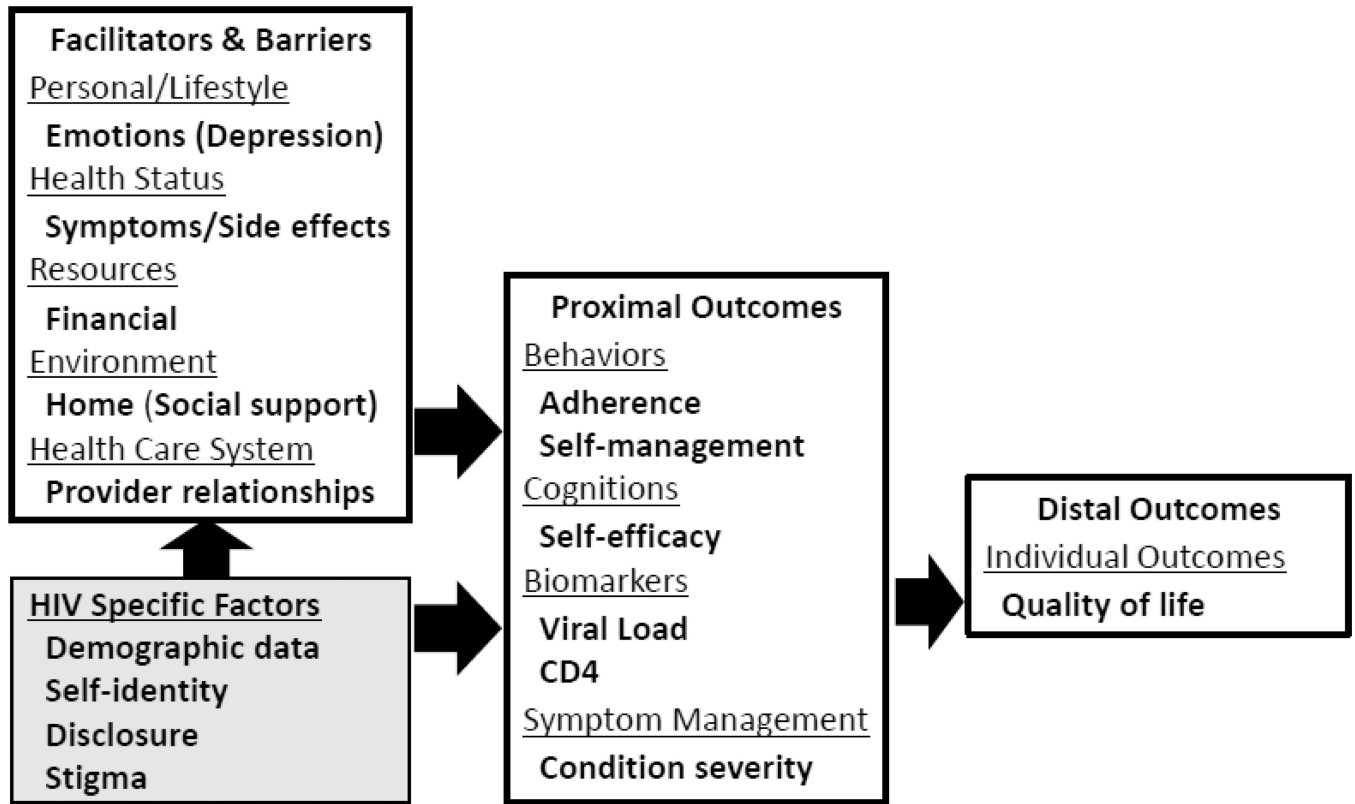 Facilitators & Barriers
Personal/Lifestyle
Emotions (Depression)
Health Status
Symptoms/Side effects
Resources
Financial
Environment
Home (Social support)
Health Care System
Provider relationships
HIV Specific Factors
Demographic data
Self-identity
Disclosure
Stigma
Proximal Outcomes
Behaviors
Adherence
Self-management
Cognitions
Self-efficacy
Biomarkers
Viral Load
CD4
Symptom Management
Condition severity
Distal Outcomes
Individual Outcomes
Quality of life